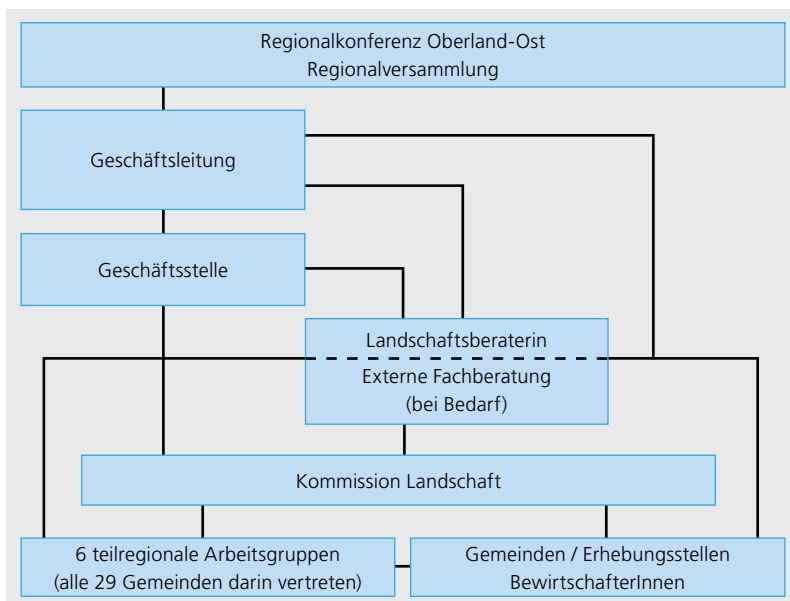 Regionalkonferenz Oberland-Ost
Regionalversammlung
Geschäftsleitung
Geschäftsstelle
Landschaftsberaterin
Externe Fachberatung
(bei Bedarf)
Kommission Landschaft
6 teilregionale Arbeitsgruppen
(alle 29 Gemeinden darin vertreten)
Gemeinden / Erhebungsstellen
BewirtschafterInnen